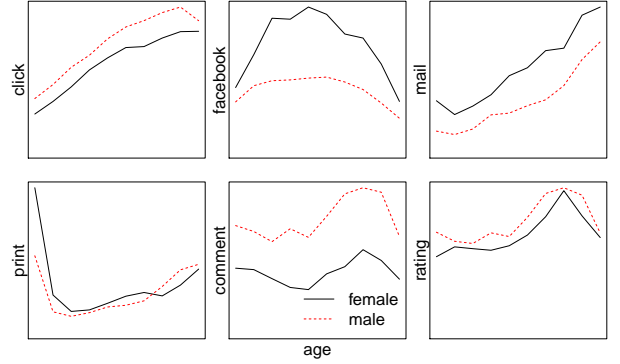 click
facebook
mail
print
comment
rating
female
male
age